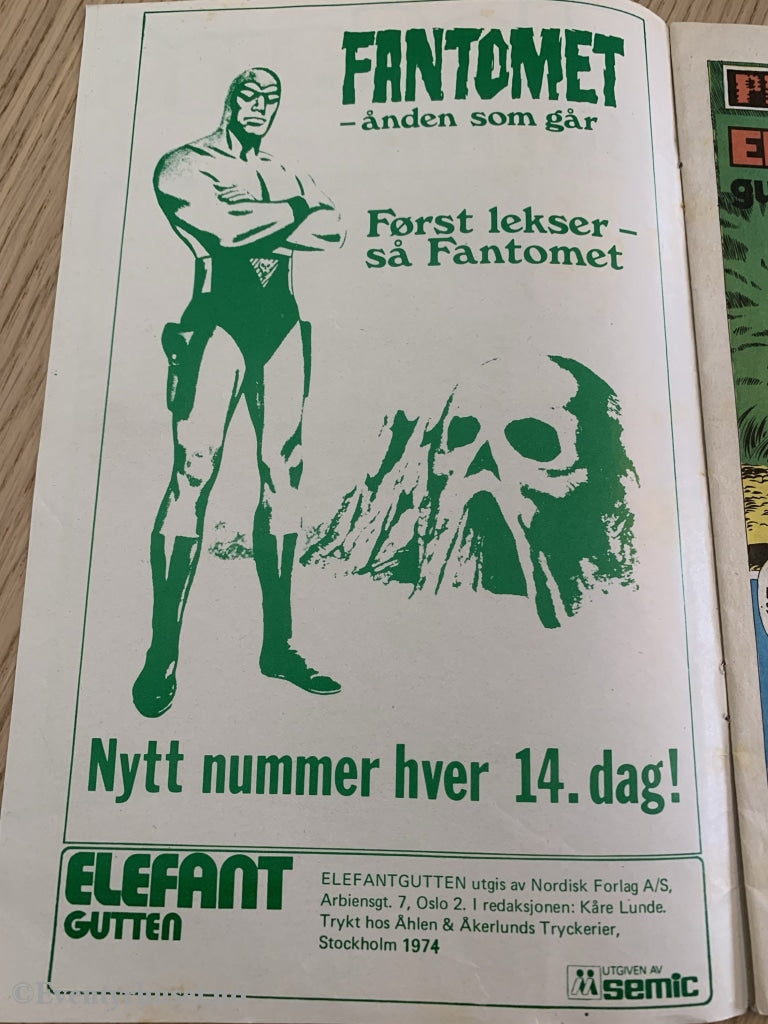 FANTOMET
– ånden som går
Først lekser –
så Fantomet
Nytt nummer hver 14. dag!
ELEFANT
GUTTEN
ELEFANTGUTTEN utgis av Nordisk Forlag A/S,
Arbiensgt. 7, Oslo 2. I redaksjonen: Kåre Lunde.
Trykt hos Åhlen & Åkerlunds Tryckerier,
Stockholm 1974
UTGIVEN AV
semic